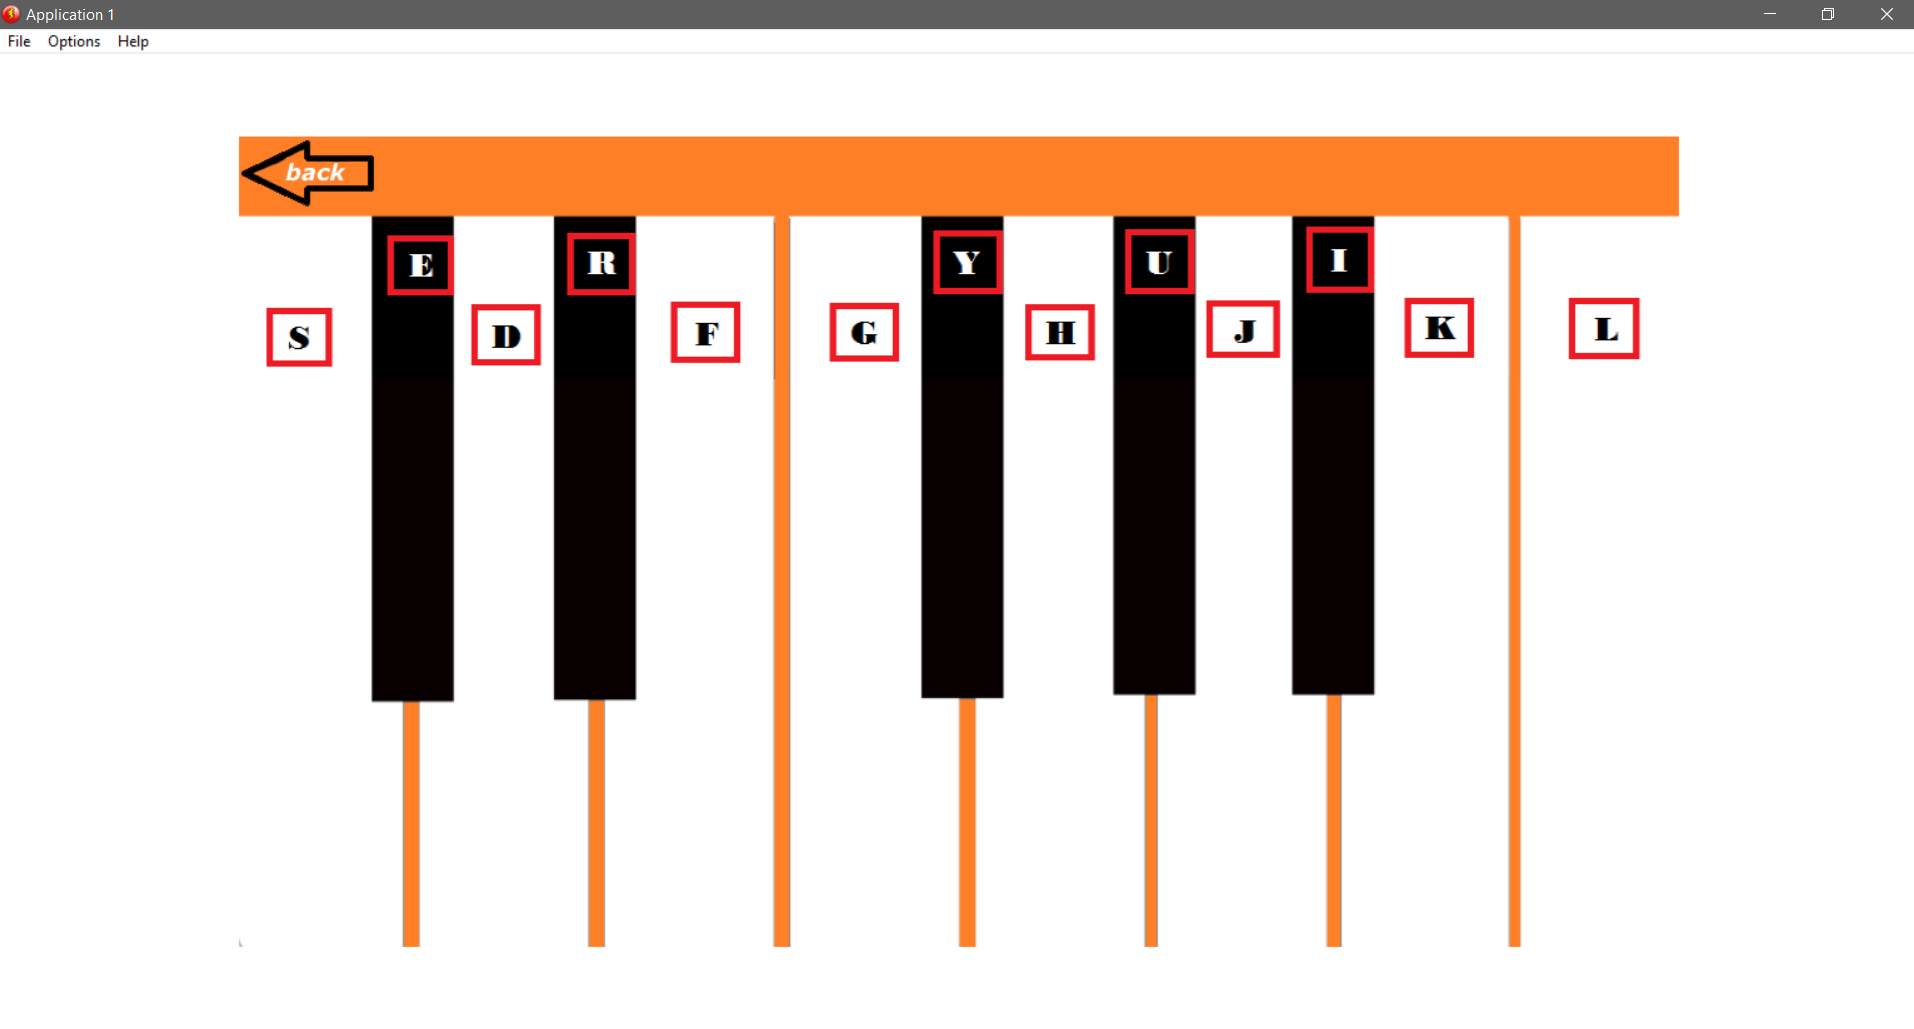 Application 1
File Options Help
back
E R Y U I
S D F G H J K L